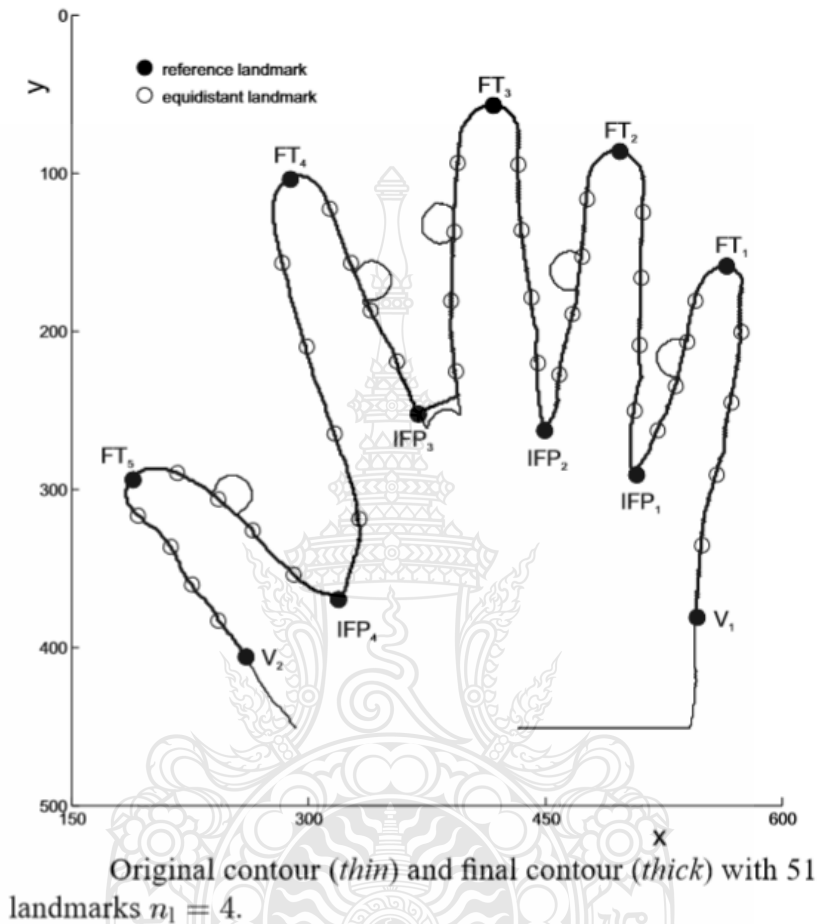 0
y
reference landmark
equidistant landmark
FT₃
FT₂
FT₄
100
FT₁
200
IFP₃
IFP₂
FT₅
300
IFP₁
IFP₄
V₁
V₂
400
500
150
300
450
600
x
Original contour (thin) and final contour (thick) with 51
landmarks n₁ = 4.